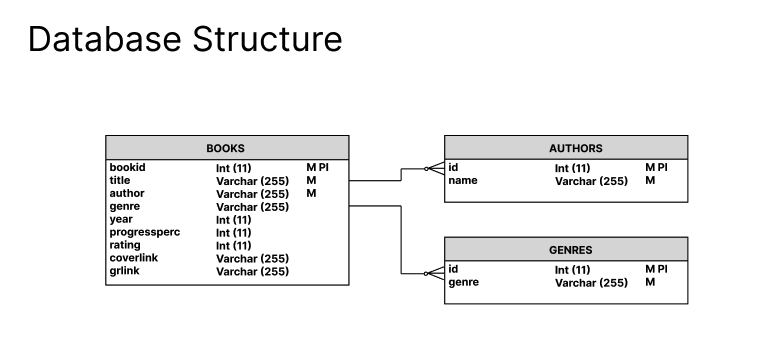 Database Structure
BOOKS
bookid Int (11) M PI
title Varchar (255) M
author Varchar (255) M
genre Varchar (255)
year Int (11)
progressperc Int (11)
rating Int (11)
coverlink Varchar (255)
grlink Varchar (255)
AUTHORS
id Int (11) M PI
name Varchar (255) M
GENRES
id Int (11) M PI
genre Varchar (255) M